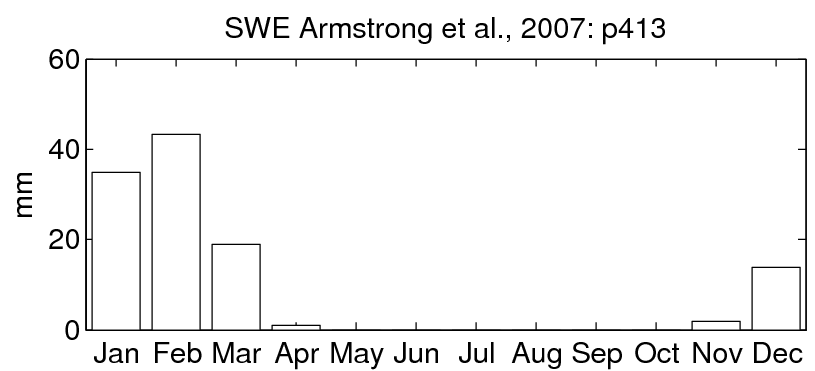 SWE Armstrong et al., 2007: p413
60
40
20
0
mm
Jan Feb Mar Apr May Jun Jul Aug Sep Oct Nov Dec